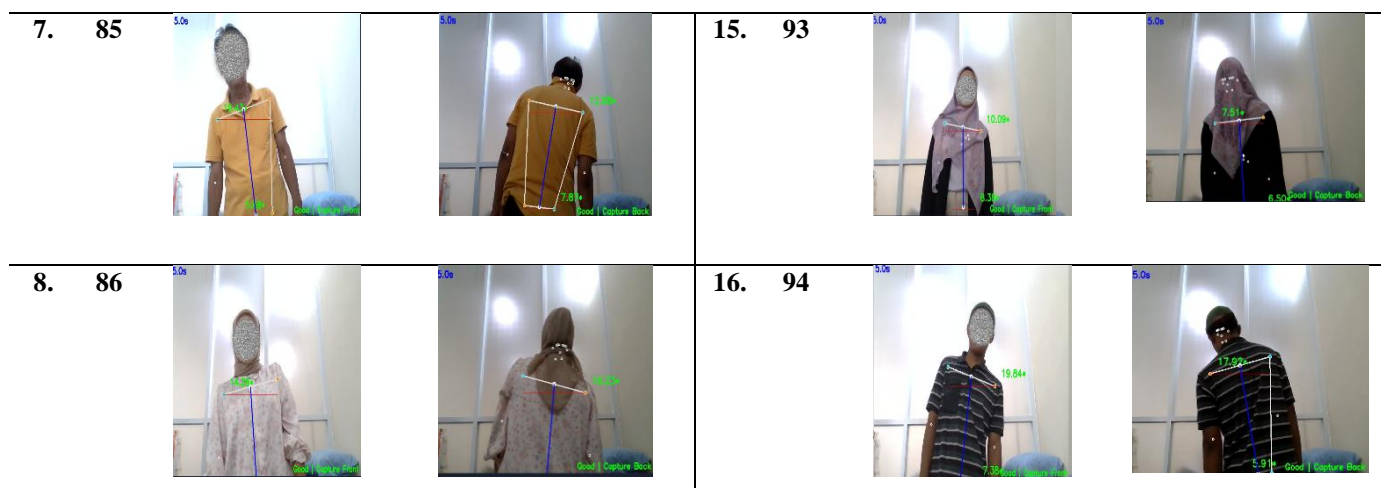 7. 85
5.0s
Good | Capture Front
5.0s
7.87°
Good | Capture Back
15. 93
5.0s
10.09°
8.38°
Good | Capture Front
5.0s
7.51°
6.50°
Good | Capture Back
8. 86
5.0s
Good | Capture Front
5.0s
Good | Capture Back
16. 94
5.0s
19.84°
7.38°
Good | Capture Front
5.0s
17.92°
5.91°
Good | Capture Back